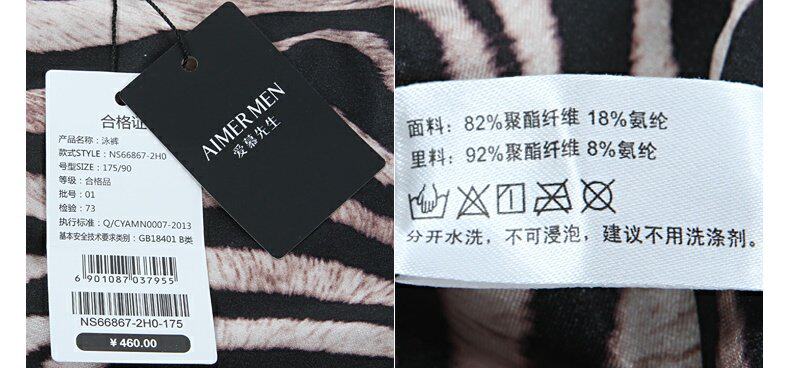 合格证
产品名称：泳裤
款式STYLE：NS66867-2H0
号型SIZE：175/90
等级：合格品
批号：01
检验：73
执行标准：Q/CYAMN0007-2013
基本安全技术要求类别：GB18401 B类
6 901087 037955
NS66867-2H0-175
¥460.00
AIMER MEN
爱慕先生
面料：82%聚酯纤维 18%氨纶
里料：92%聚酯纤维 8%氨纶
分开水洗，不可浸泡，建议不用洗涤剂。